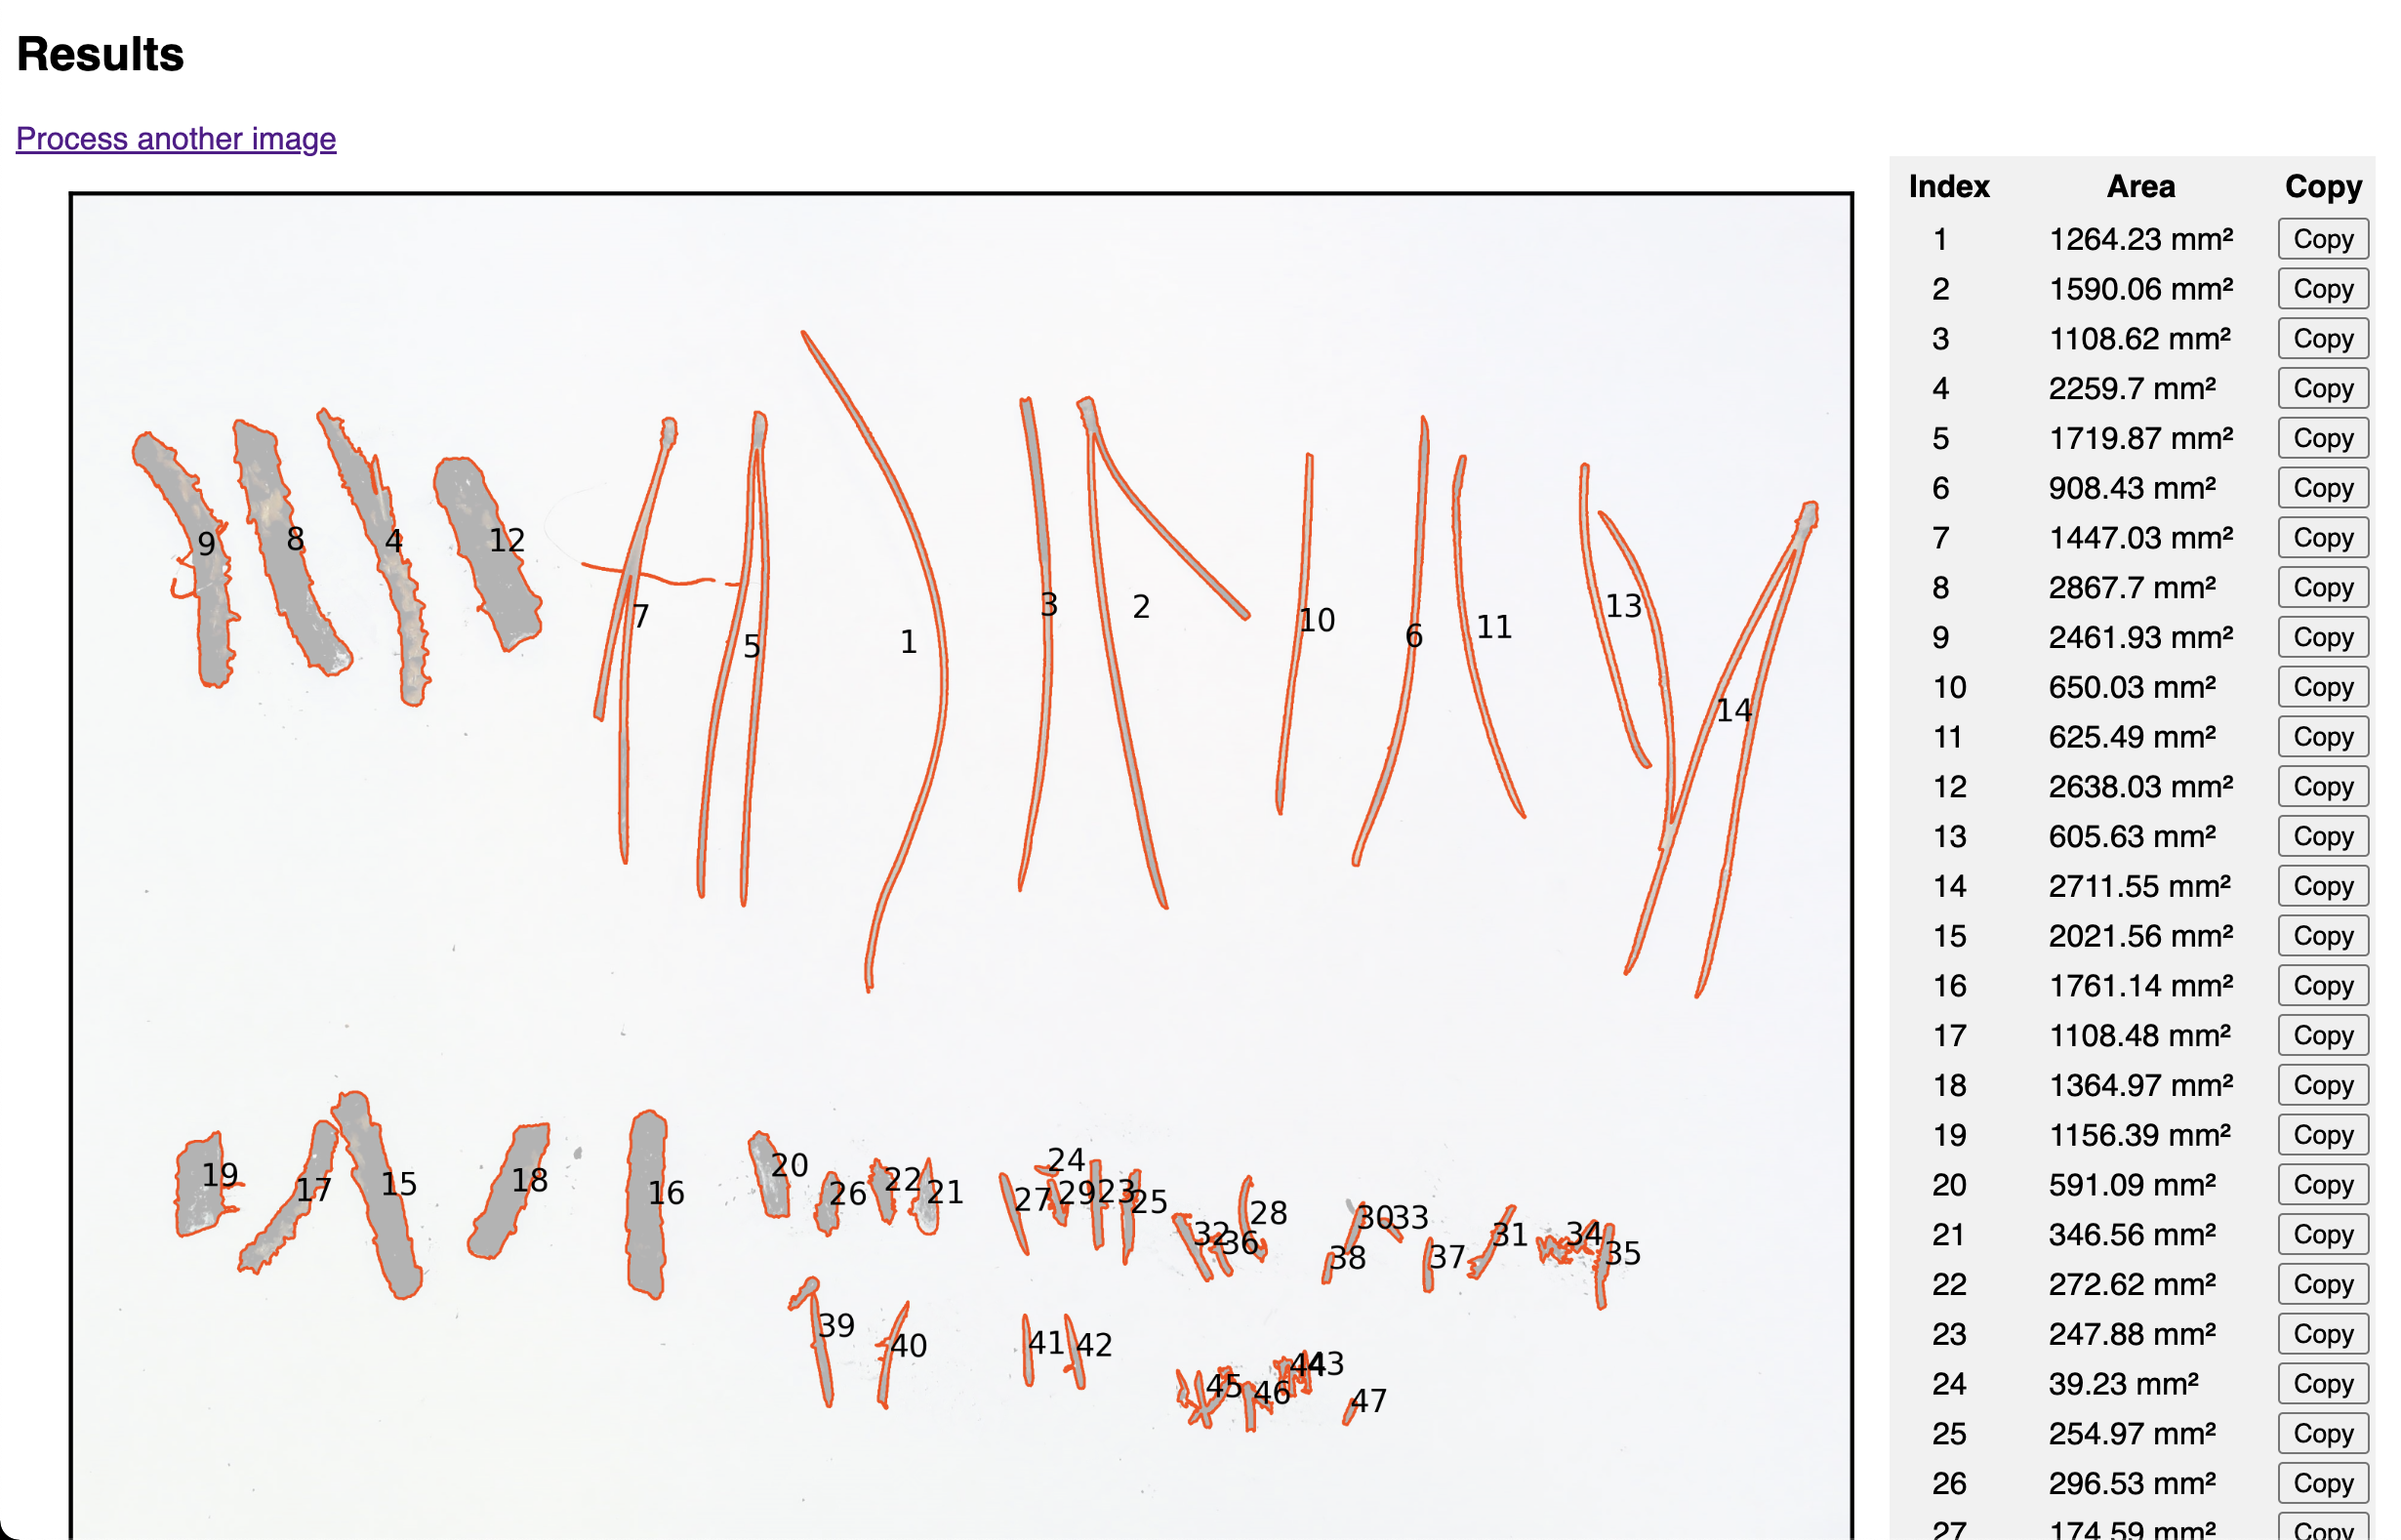 Results
Process another image
Index Area Copy
1 1264.23 mm² Copy
2 1590.06 mm² Copy
3 1108.62 mm² Copy
4 2259.7 mm² Copy
5 1719.87 mm² Copy
6 908.43 mm² Copy
7 1447.03 mm² Copy
8 2867.7 mm² Copy
9 2461.93 mm² Copy
10 650.03 mm² Copy
11 625.49 mm² Copy
12 2638.03 mm² Copy
13 605.63 mm² Copy
14 2711.55 mm² Copy
15 2021.56 mm² Copy
16 1761.14 mm² Copy
17 1108.48 mm² Copy
18 1364.97 mm² Copy
19 1156.39 mm² Copy
20 591.09 mm² Copy
21 346.56 mm² Copy
22 272.62 mm² Copy
23 247.88 mm² Copy
24 39.23 mm² Copy
25 254.97 mm² Copy
26 296.53 mm² Copy
27 174.59 mm² Copy
9 8 4 12
7 5 1 3 2 10 6 11 13
14
19 17 15 18 16 20 26 22 21
24
27 29 23 25
32 36 28 30 33 38 37 31 34 35
39 40 41 42
45 46 44 43 47